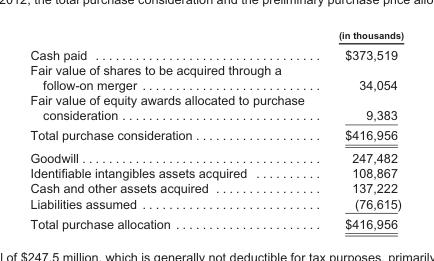 2012, the total purchase consideration and the preliminary purchase price
(in thousands)
Cash paid . . . . . . . . . . . . . . . . . . . . . . . . . . . . . . . . $373,519
Fair value of shares to be acquired through a
follow-on merger . . . . . . . . . . . . . . . . . . . . . . . . . 34,054
Fair value of equity awards allocated to purchase
consideration . . . . . . . . . . . . . . . . . . . . . . . . . . . . 9,383
Total purchase consideration . . . . . . . . . . . . . . . . . . $416,956
Goodwill . . . . . . . . . . . . . . . . . . . . . . . . . . . . . . . . . . 247,482
Identifiable intangibles assets acquired . . . . . . . . . . 108,867
Cash and other assets acquired . . . . . . . . . . . . . . . 137,222
Liabilities assumed . . . . . . . . . . . . . . . . . . . . . . . . . (76,615)
Total purchase allocation . . . . . . . . . . . . . . . . . . . . . $416,956
of $247.5 million, which is generally not deductible for tax purposes, primarily